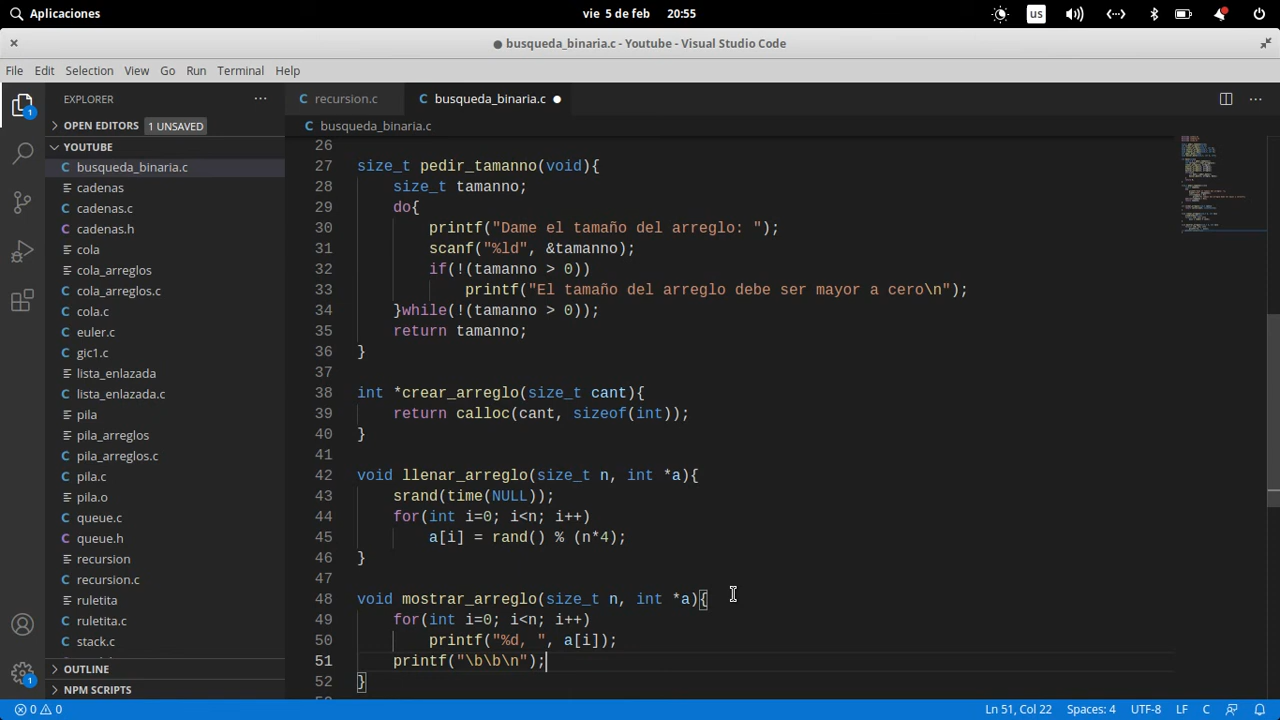 Aplicaciones
vie 5 de feb 20:55
us
busqueda_binaria.c - Youtube - Visual Studio Code
File Edit Selection View Go Run Terminal Help
EXPLORER
recursion.c
busqueda_binaria.c
OPEN EDITORS 1 UNSAVED
YOUTUBE
busqueda_binaria.c
cadenas
cadenas.c
cadenas.h
cola
cola_arreglos
cola_arreglos.c
cola.c
euler.c
gic1.c
lista_enlazada
lista_enlazada.c
pila
pila_arreglos
pila_arreglos.c
pila.c
pila.o
queue.c
queue.h
recursion
recursion.c
ruletita
ruletita.c
stack.c
OUTLINE
NPM SCRIPTS
busqueda_binaria.c
26
27 size_t pedir_tamanno(void){
28 size_t tamanno;
29 do{
30 printf("Dame el tamaño del arreglo: ");
31 scanf("%ld", &tamanno);
32 if(!(tamanno > 0))
33 printf("El tamaño del arreglo debe ser mayor a cero\n");
34 }while(!(tamanno > 0));
35 return tamanno;
36 }
37
38 int *crear_arreglo(size_t cant){
39 return calloc(cant, sizeof(int));
40 }
41
42 void llenar_arreglo(size_t n, int *a){
43 srand(time(NULL));
44 for(int i=0; i<n; i++)
45 a[i] = rand() % (n*4);
46 }
47
48 void mostrar_arreglo(size_t n, int *a){
49 for(int i=0; i<n; i++)
50 printf("%d, ", a[i]);
51 printf("\b\b\n");
52 }
1
1
0 0
Ln 51, Col 22 Spaces: 4 UTF-8 LF C